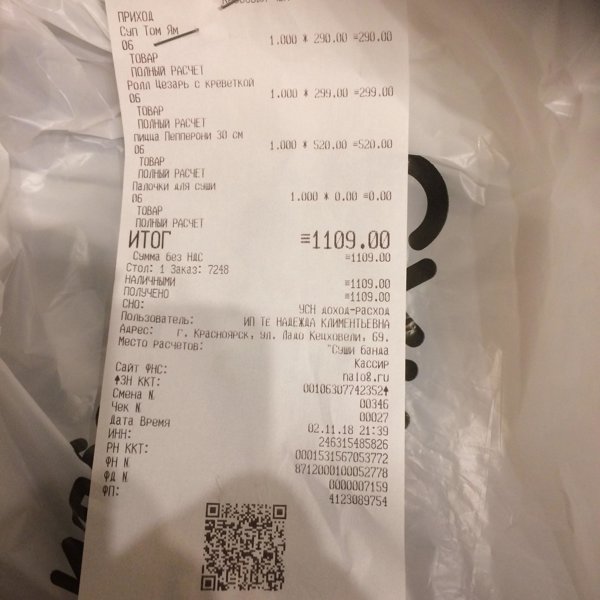 ПРИХОД
Суп Том Ям
06 1.000 * 290.00 =290.00
ТОВАР
ПОЛНЫЙ РАСЧЕТ
Ролл Цезарь с креветкой
06 1.000 * 299.00 =299.00
ТОВАР
ПОЛНЫЙ РАСЧЕТ
пицца Пепперони 30 см
06 1.000 * 520.00 =520.00
ТОВАР
ПОЛНЫЙ РАСЧЕТ
Палочки для суши
06 1.000 * 0.00 =0.00
ТОВАР
ПОЛНЫЙ РАСЧЕТ
ИТОГ =1109.00
Сумма без НДС =1109.00
Стол: 1 Заказ: 7248
НАЛИЧНЫМИ =1109.00
ПОЛУЧЕНО =1109.00
СНО: УСН доход-расход
Пользователь: ИП Те НАДЕЖДА КЛИМЕНТЬЕВНА
Адрес: г. Красноярск, ул. Ладо Кецховели, 69.
Место расчетов: "Суши банда
Кассир
Сайт ФНС: nalog.ru
ЗН ККТ: 00106307742352
Смена N 00346
Чек N 00027
Дата Время 02.11.18 21:39
ИНН: 246315485826
РН ККТ: 0001531567053772
ФН N 8712000100052778
ФД N 0000007159
ФП: 4123089754